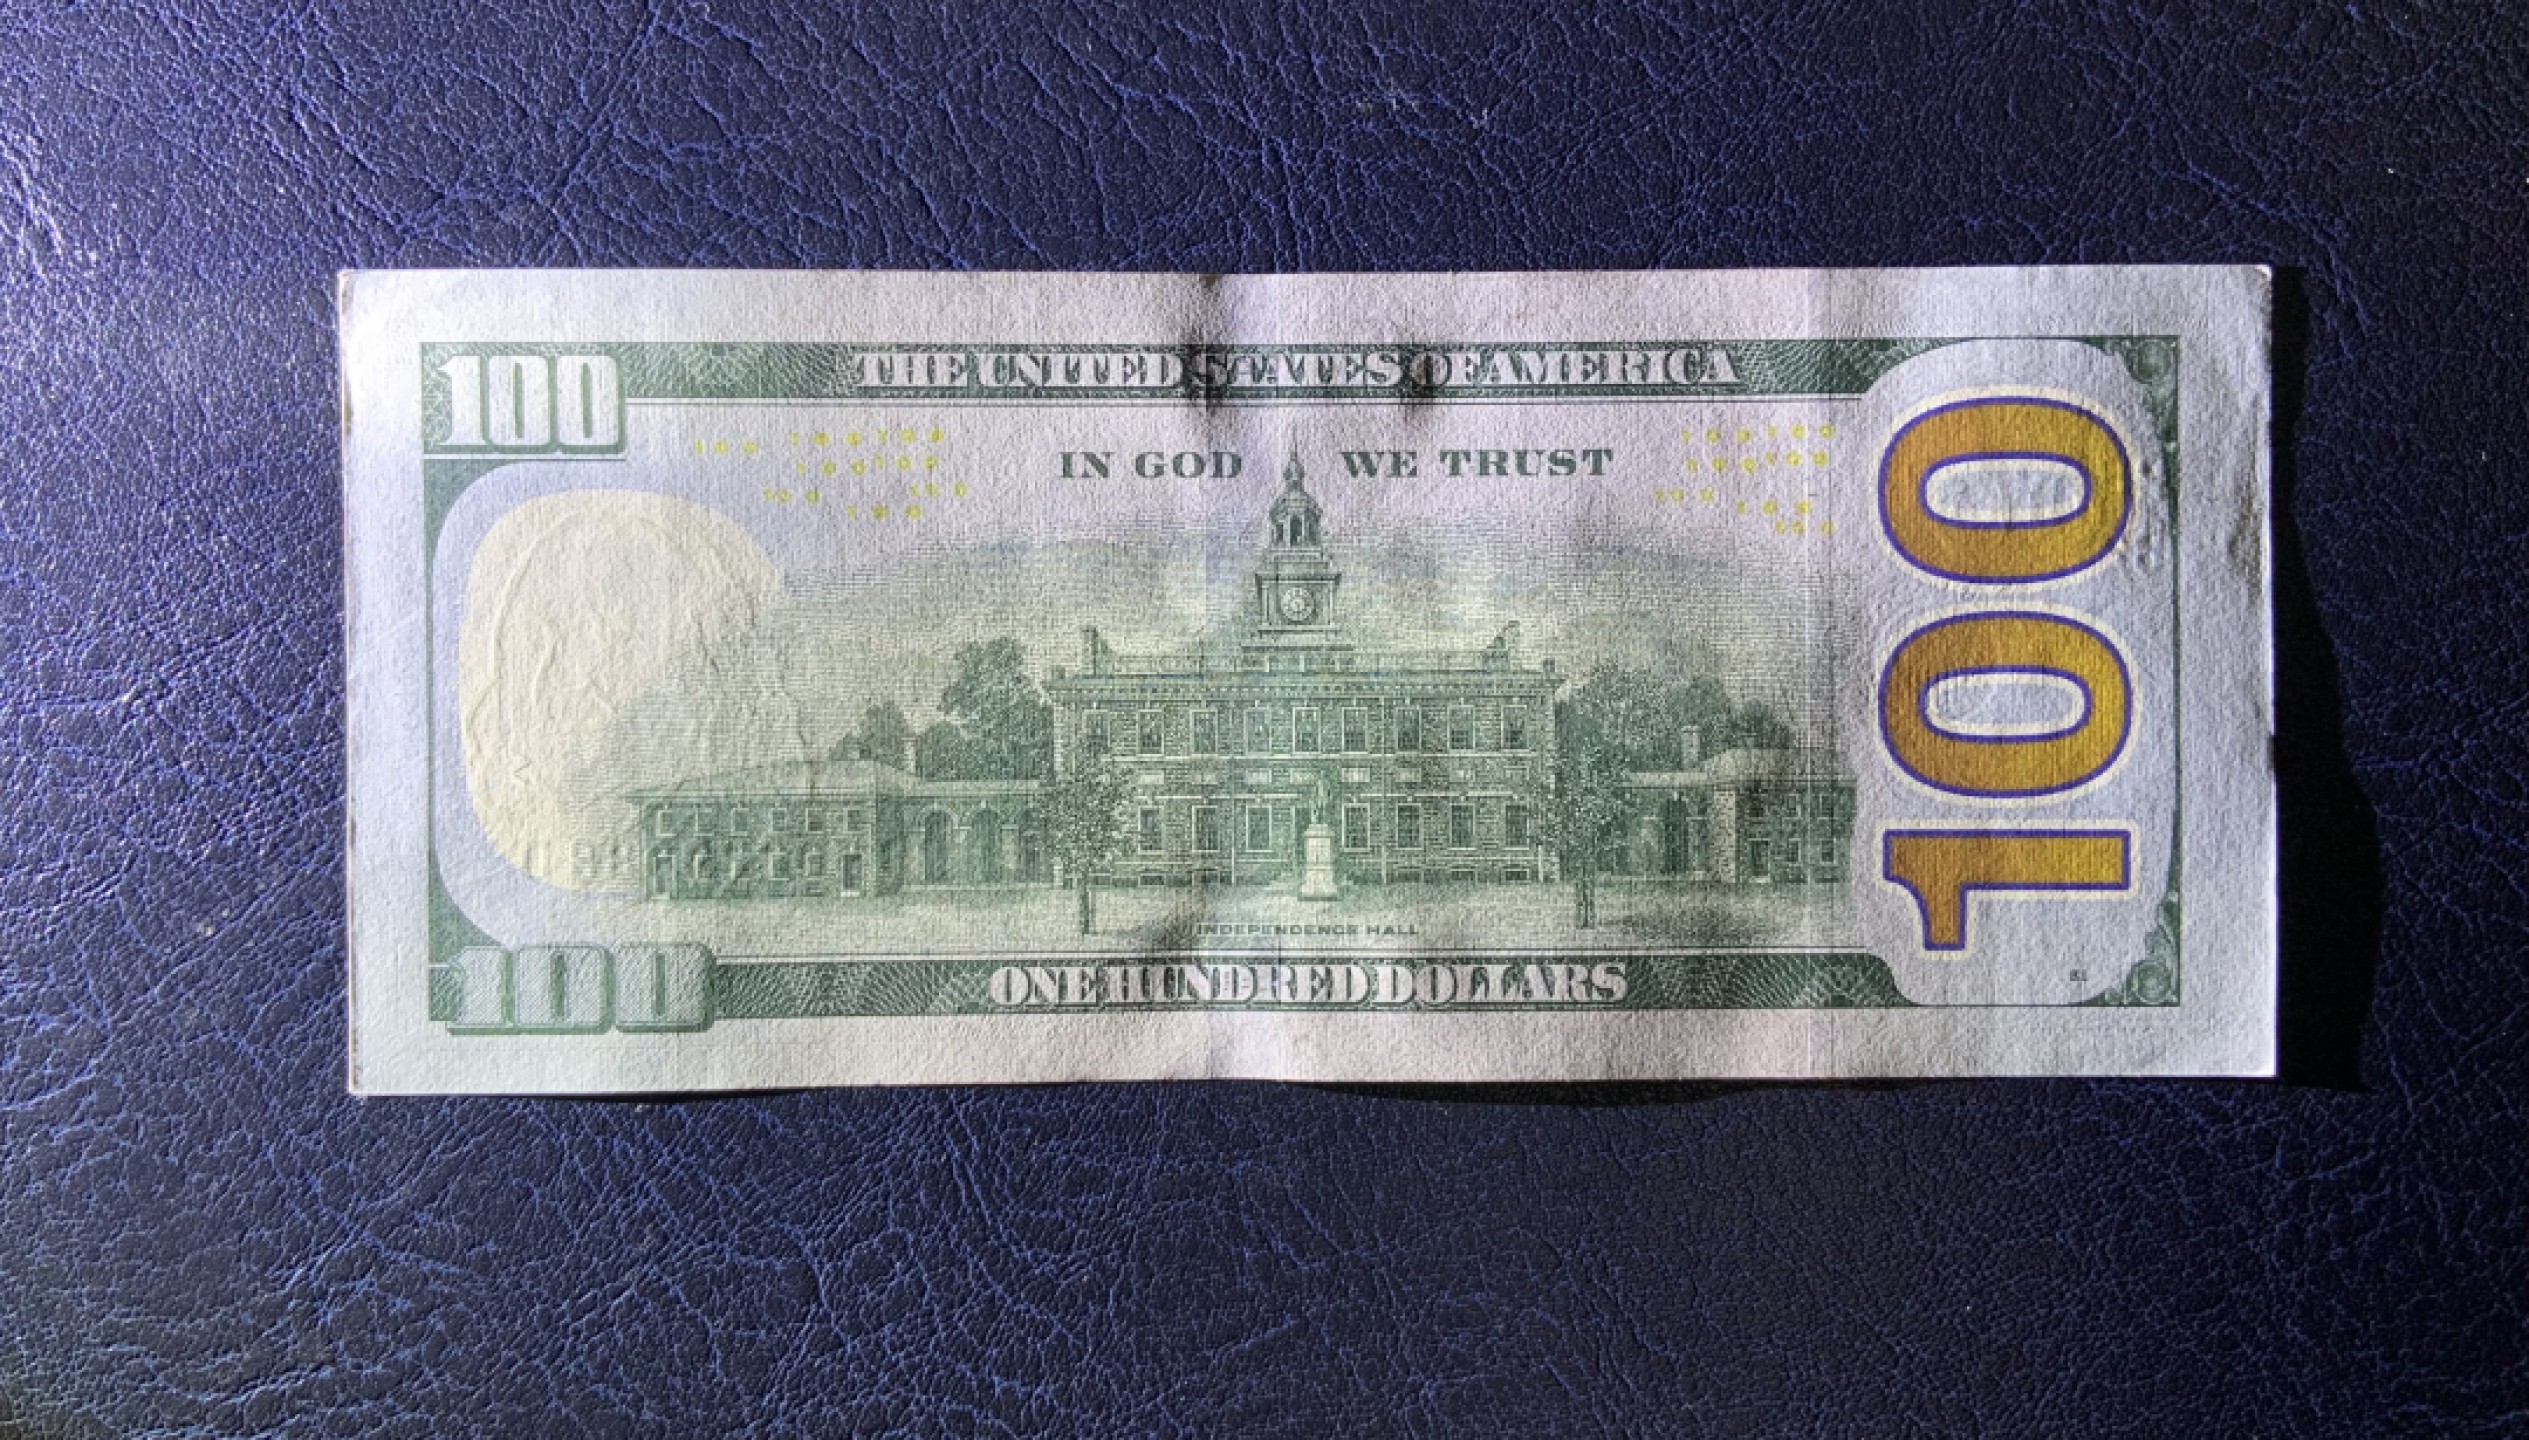 100
THE UNITED STATES OF AMERICA
IN GOD WE TRUST
100
INDEPENDENCE HALL
100
ONE HUNDRED DOLLARS